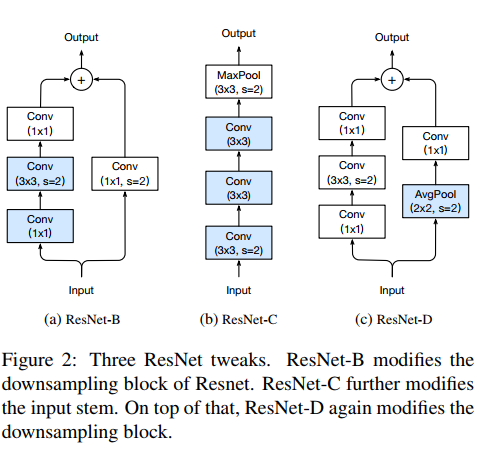 Output
+
Conv
(1x1)
Conv
(3x3, s=2)
Conv
(1x1)
Conv
(1x1, s=2)
Input
(a) ResNet-B
Output
MaxPool
(3x3, s=2)
Conv
(3x3)
Conv
(3x3)
Conv
(3x3, s=2)
Input
(b) ResNet-C
Output
+
Conv
(1x1)
Conv
(3x3, s=2)
Conv
(1x1)
Conv
(1x1)
AvgPool
(2x2, s=2)
Input
(c) ResNet-D
Figure 2: Three ResNet tweaks. ResNet-B modifies the
downsampling block of Resnet. ResNet-C further modifies
the input stem. On top of that, ResNet-D again modifies the
downsampling block.